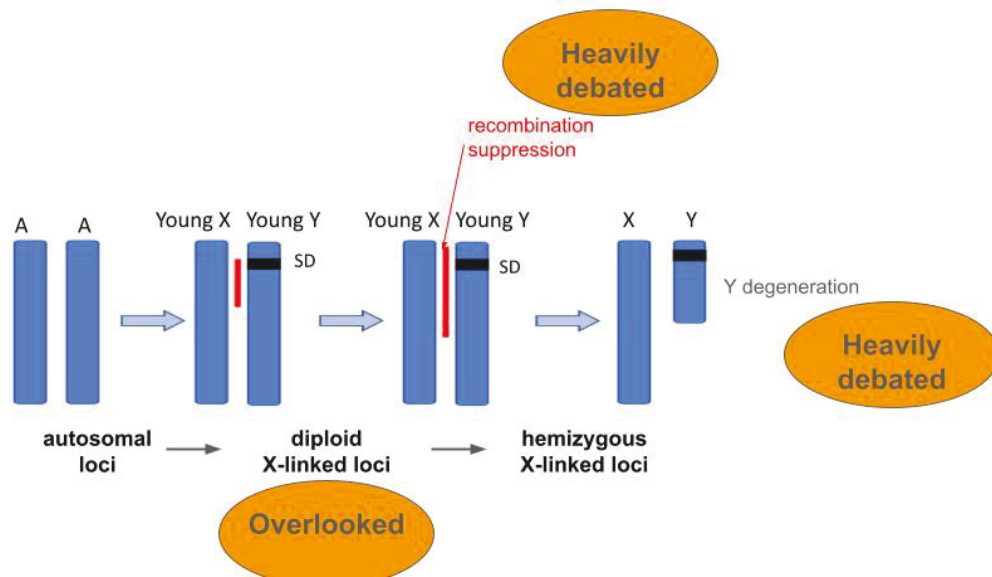 Heavily
debated
recombination
suppression
A A
Young X Young Y
SD
Young X Young Y
SD
X Y
Y degeneration
Heavily
debated
autosomal
loci
diploid
X-linked loci
hemizygous
X-linked loci
Overlooked